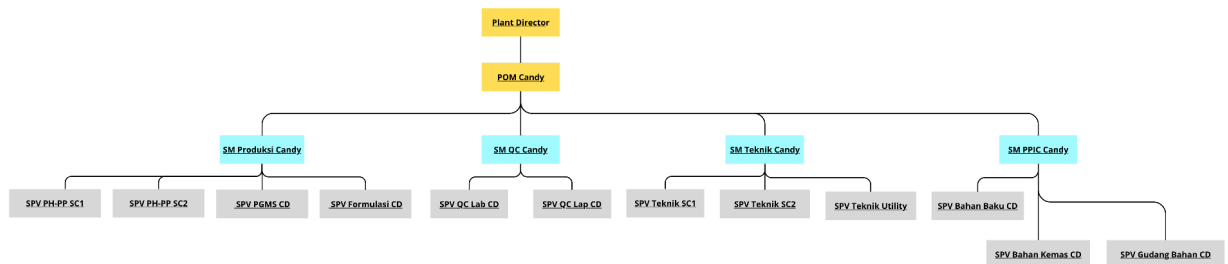 Plant Director
POM Candy
SM Produksi Candy
SM QC Candy
SM Teknik Candy
SM PPIC Candy
SPV PH-PP SC1
SPV PH-PP SC2
SPV PGMS CD
SPV Formulasi CD
SPV QC Lab CD
SPV QC Lap CD
SPV Teknik SC1
SPV Teknik SC2
SPV Teknik Utility
SPV Bahan Baku CD
SPV Bahan Kemas CD
SPV Gudang Bahan CD